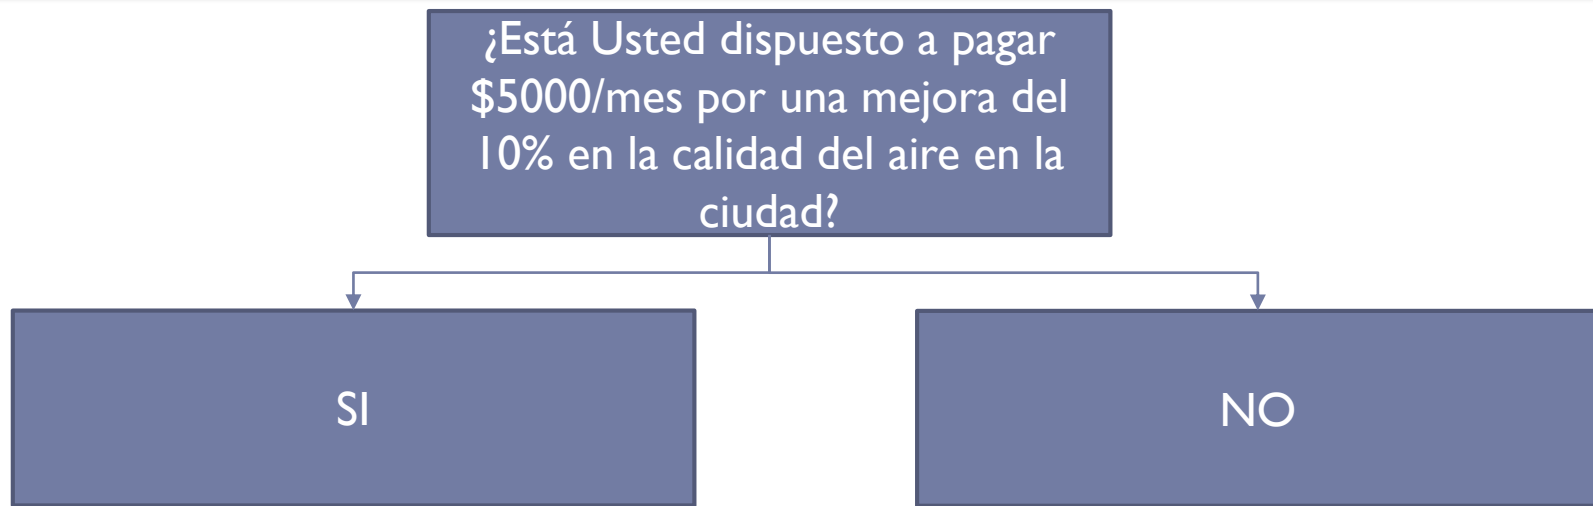 ¿Está Usted dispuesto a pagar
$5000/mes por una mejora del
10% en la calidad del aire en la
ciudad?
SI
NO